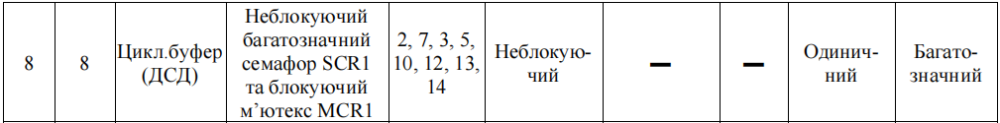 8
8
Цикл.буфер
(ДСД)
Неблокуючий
багатозначний
семафор SCR1
та блокуючий
м’ютекс MCR1
2, 7, 3, 5,
10, 12, 13,
14
Неблокую-
чий
–
–
Одинич-
ний
Багато-
значний